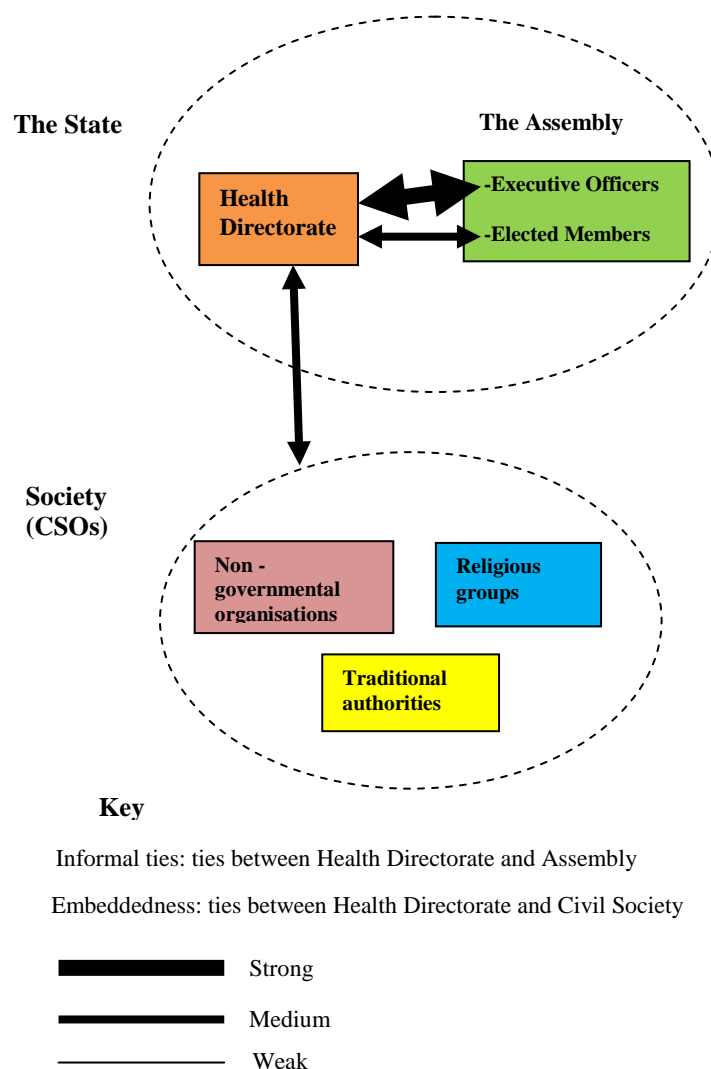 The State
The Assembly
Health
Directorate
-Executive Officers
-Elected Members
Society
(CSOs)
Non -
governmental
organisations
Religious
groups
Traditional
authorities
Key
Informal ties: ties between Health Directorate and Assembly
Embeddedness: ties between Health Directorate and Civil Society
Strong
Medium
Weak